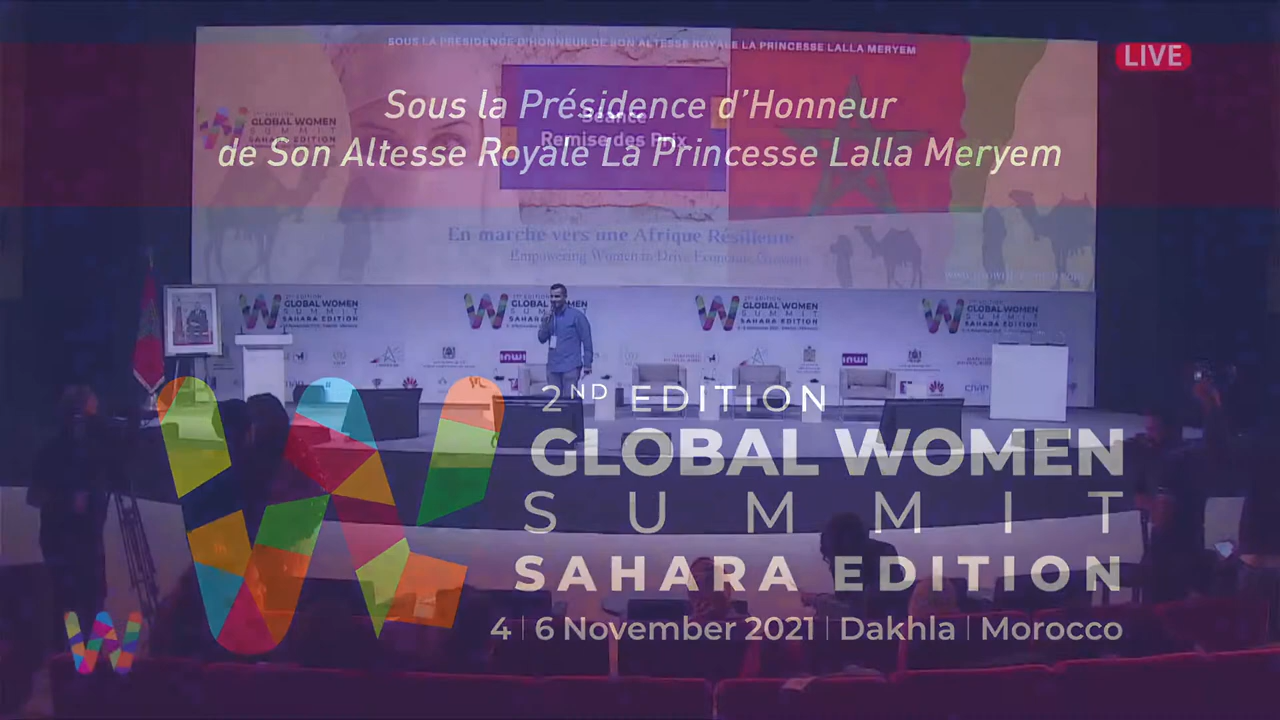 SOUS LA PRÉSIDENCE D'HONNEUR DE SON ALTESSE ROYALE LA PRINCESSE LALLA MERYEM
LIVE
Sous la Présidence d'Honneur
de Son Altesse Royale La Princesse Lalla Meryem
Séance
Remise des Prix
GLOBAL WOMEN
SUMMIT
SAHARA EDITION
En marche vers une Afrique Résiliente
Empowering Women to Drive Economic
GLOBAL WOMEN
SUMMIT
SAHARA EDITION
GLOBAL WOMEN
SUMMIT
GLOBAL WOMEN
SUMMIT
SAHARA EDITION
GLOBAL WOMEN
SUMMIT
SAHARA EDITION
inwi
inwi
HUAWEI
2ND EDITION
GLOBAL WOMEN
SUMMIT
SAHARA EDITION
4 | 6 November 2021 | Dakhla | Morocco